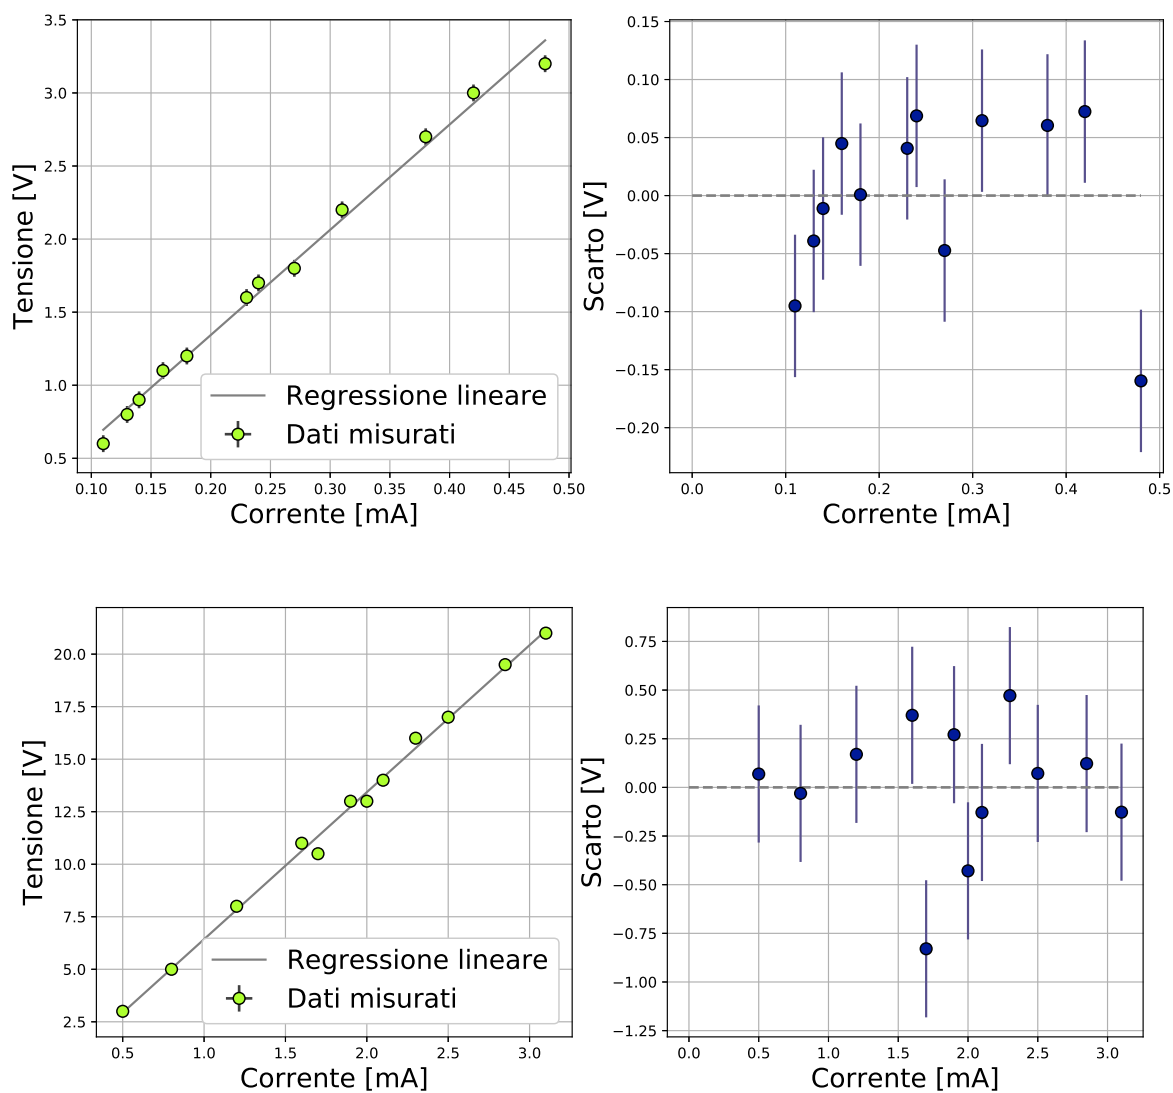 3.5
3.0
2.5
2.0
1.5
1.0
0.5
Tensione [V]
Regressione lineare
Dati misurati
0.10 0.15 0.20 0.25 0.30 0.35 0.40 0.45 0.50
Corrente [mA]
0.15
0.10
0.05
0.00
−0.05
−0.10
−0.15
−0.20
Scarto [V]
0.0 0.1 0.2 0.3 0.4 0.5
Corrente [mA]
20.0
17.5
15.0
12.5
10.0
7.5
5.0
2.5
Tensione [V]
Regressione lineare
Dati misurati
0.5 1.0 1.5 2.0 2.5 3.0
Corrente [mA]
0.75
0.50
0.25
0.00
−0.25
−0.50
−0.75
−1.00
−1.25
Scarto [V]
0.0 0.5 1.0 1.5 2.0 2.5 3.0
Corrente [mA]